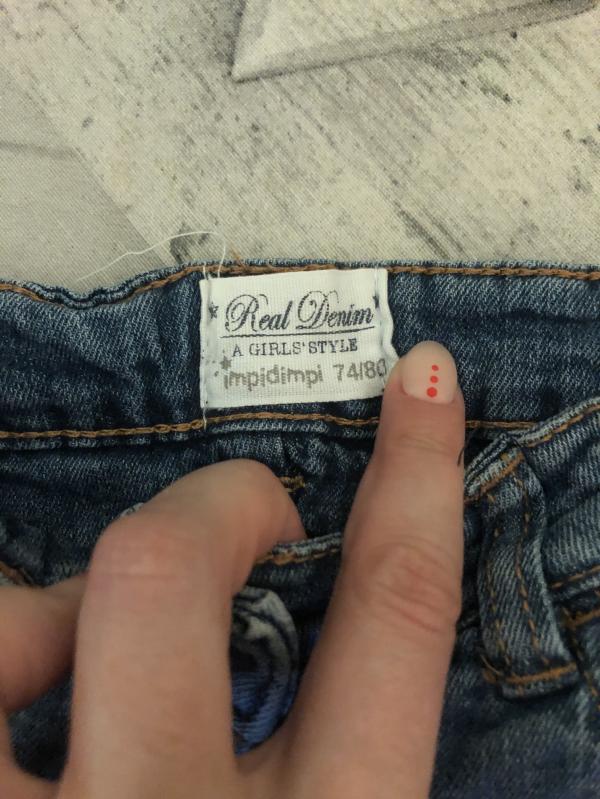 Real Denim
A GIRLS' STYLE
impidimpi 74/80